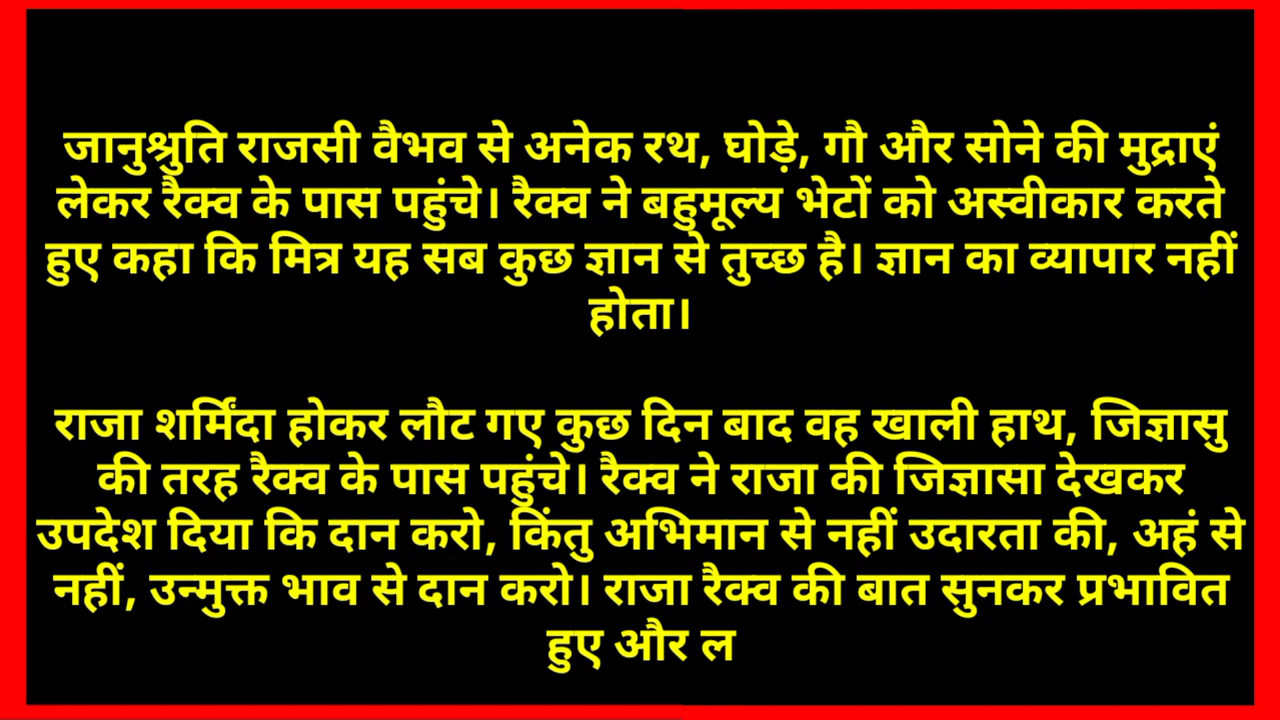 जानुश्रुति राजसी वैभव से अनेक रथ, घोड़े, गौ और सोने की मुद्राएं
लेकर रैक्व के पास पहुंचे। रैक्व ने बहुमूल्य भेटों को अस्वीकार करते
हुए कहा कि मित्र यह सब कुछ ज्ञान से तुच्छ है। ज्ञान का व्यापार नहीं
होता।
राजा शर्मिंदा होकर लौट गए कुछ दिन बाद वह खाली हाथ, जिज्ञासु
की तरह रैक्व के पास पहुंचे। रैक्व ने राजा की जिज्ञासा देखकर
उपदेश दिया कि दान करो, किंतु अभिमान से नहीं उदारता की, अहं से
नहीं, उन्मुक्त भाव से दान करो। राजा रैक्व की बात सुनकर प्रभावित
हुए और ल